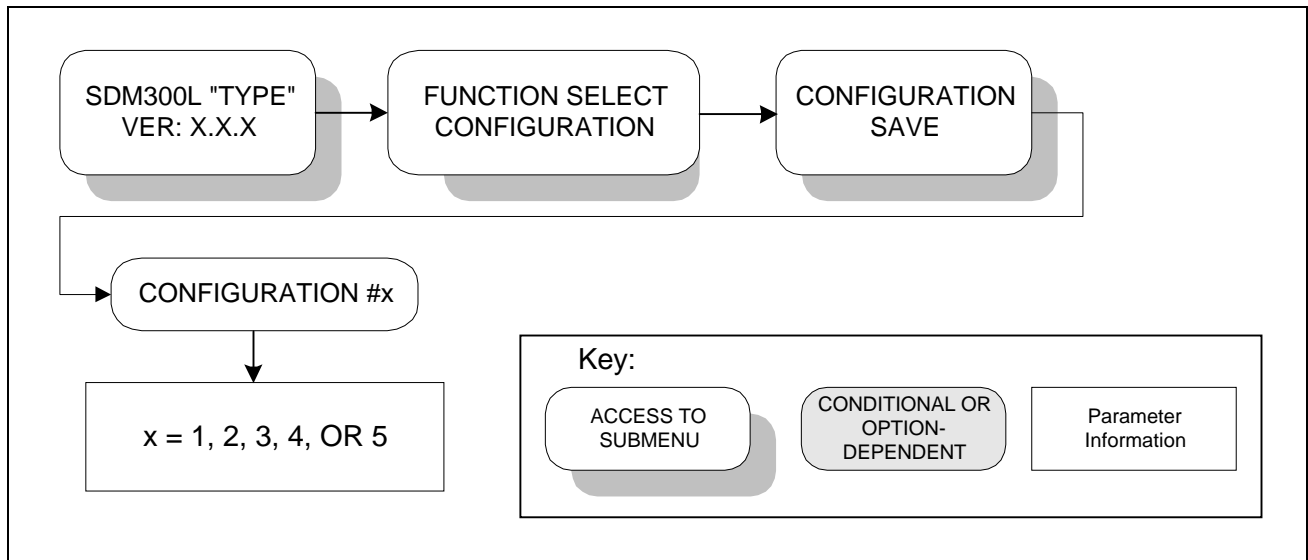 SDM300L "TYPE"
VER: X.X.X
FUNCTION SELECT
CONFIGURATION
CONFIGURATION
SAVE
CONFIGURATION #x
x = 1, 2, 3, 4, OR 5
Key:
ACCESS TO
SUBMENU
CONDITIONAL OR
OPTION-
DEPENDENT
Parameter
Information